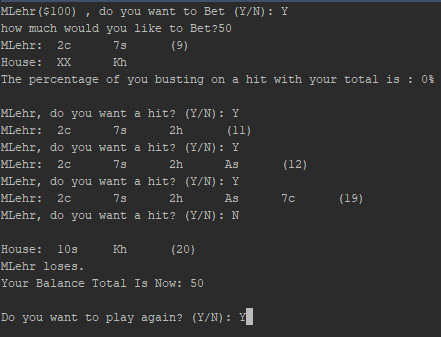 MLehr($100) , do you want to Bet (Y/N): Y
how much would you like to Bet?50
MLehr: 2c 7s (9)
House: XX Kh
The percentage of you busting on a hit with your total is : 0%
MLehr, do you want a hit? (Y/N): Y
MLehr: 2c 7s 2h (11)
MLehr, do you want a hit? (Y/N): Y
MLehr: 2c 7s 2h As (12)
MLehr, do you want a hit? (Y/N): Y
MLehr: 2c 7s 2h As 7c (19)
MLehr, do you want a hit? (Y/N): N
House: 10s Kh (20)
MLehr loses.
Your Balance Total Is Now: 50
Do you want to play again? (Y/N): Y